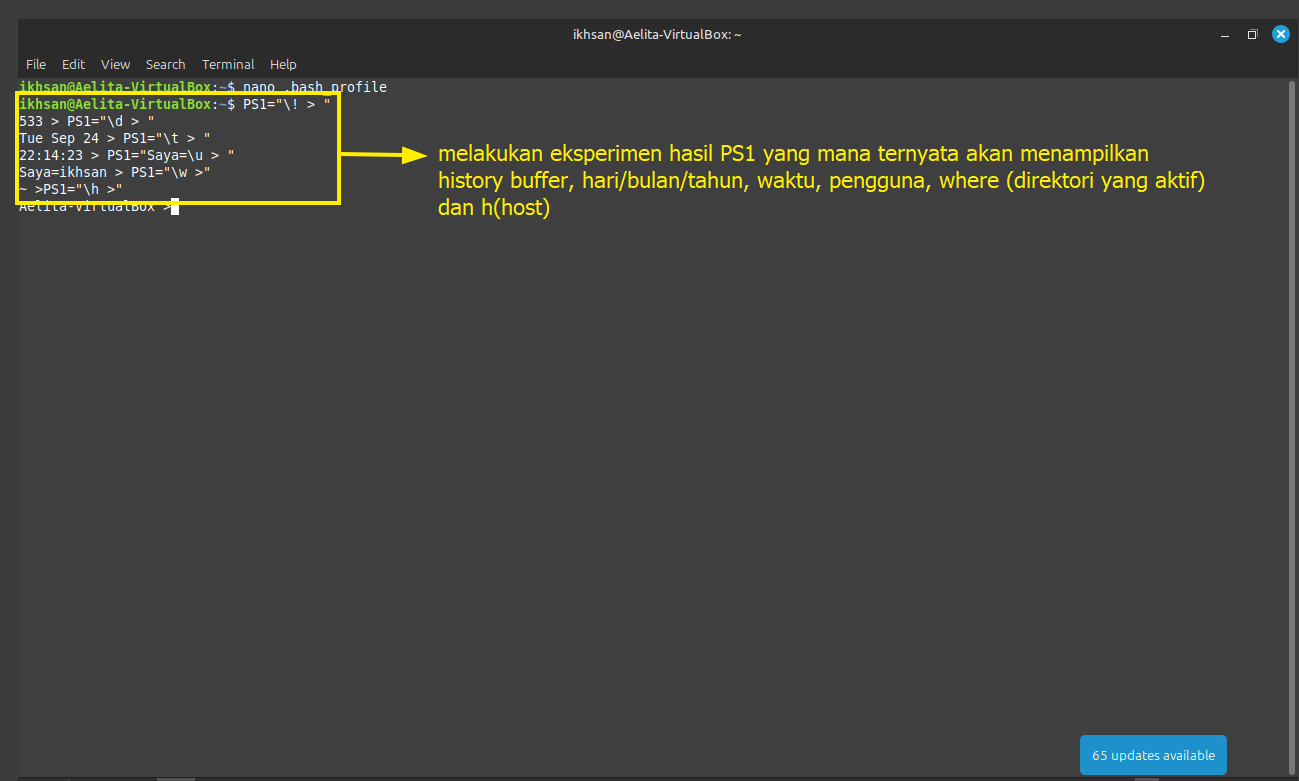 ikhsan@Aelita-VirtualBox: ~
File Edit View Search Terminal Help
ikhsan@Aelita-VirtualBox:~$ nano .bash_profile
ikhsan@Aelita-VirtualBox:~$ PS1="\! > "
533 > PS1="\d > "
Tue Sep 24 > PS1="\t > "
22:14:23 > PS1="Saya=\u > "
Saya=ikhsan > PS1="\w >"
~ >PS1="\h >"
Aelita-VirtualBox >
melakukan eksperimen hasil PS1 yang mana ternyata akan menampilkan
history buffer, hari/bulan/tahun, waktu, pengguna, where (direktori yang aktif)
dan h(host)
65 updates available